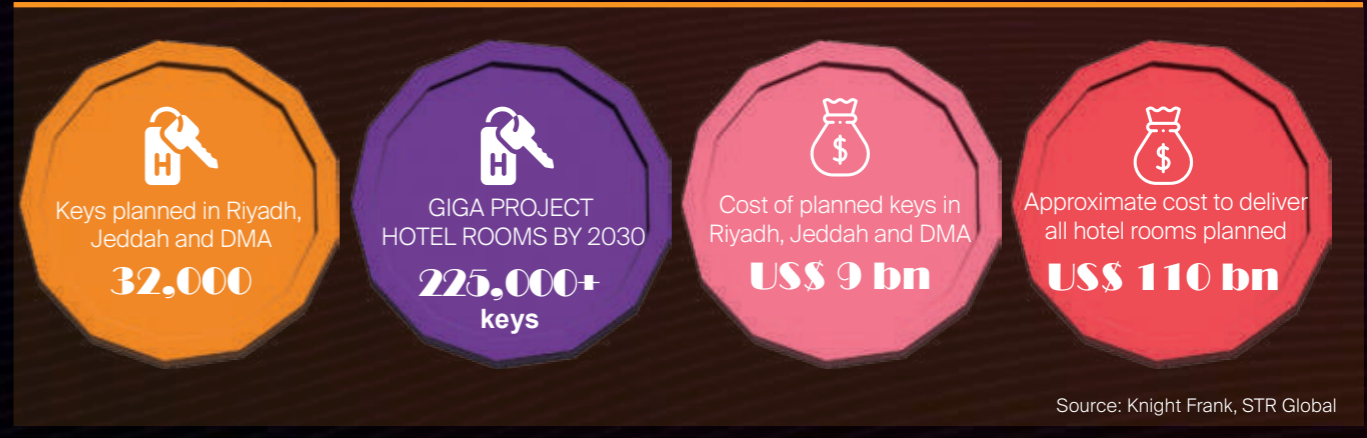 H
Keys planned in Riyadh,
Jeddah and DMA
32,000
H
GIGA PROJECT
HOTEL ROOMS BY 2030
225,000+
keys
$
Cost of planned keys in
Riyadh, Jeddah and DMA
US$ 9 bn
$
Approximate cost to deliver
all hotel rooms planned
US$ 110 bn
Source: Knight Frank, STR Global